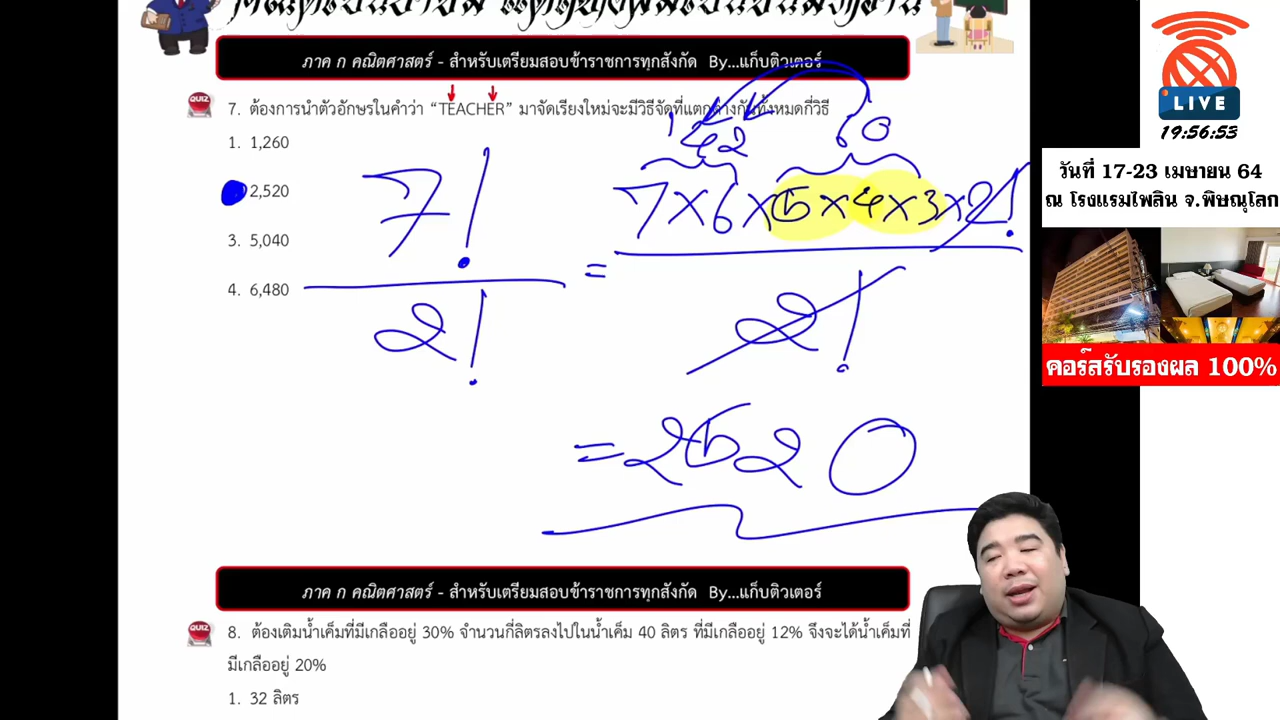 ภาค ก คณิตศาสตร์ - สำหรับเตรียมสอบข้าราชการทุกสังกัด By...แก็บติวเตอร์
QUIZ
7. ต้องการนำตัวอักษรในคำว่า "TEACHER" มาจัดเรียงใหม่จะมีวิธีจัดที่แตกต่างกันทั้งหมดกี่วิธี
1. 1,260
2,520
3. 5,040
4. 6,480
42
60
7!
2!
= 7×6×5×4×3×2!
2!
= 2520
ภาค ก คณิตศาสตร์ - สำหรับเตรียมสอบข้าราชการทุกสังกัด By...แก็บติวเตอร์
QUIZ
8. ต้องเติมน้ำเค็มที่มีเกลืออยู่ 30% จำนวนกี่ลิตรลงไปในน้ำเค็ม 40 ลิตร ที่มีเกลืออยู่ 12% จึงจะได้น้ำเค็มที่
มีเกลืออยู่ 20%
1. 32 ลิตร
LIVE
19:56:53
วันที่ 17-23 เมษายน 64
ณ โรงแรมไพลิน จ.พิษณุโลก
คอร์สรับรองผล 100%